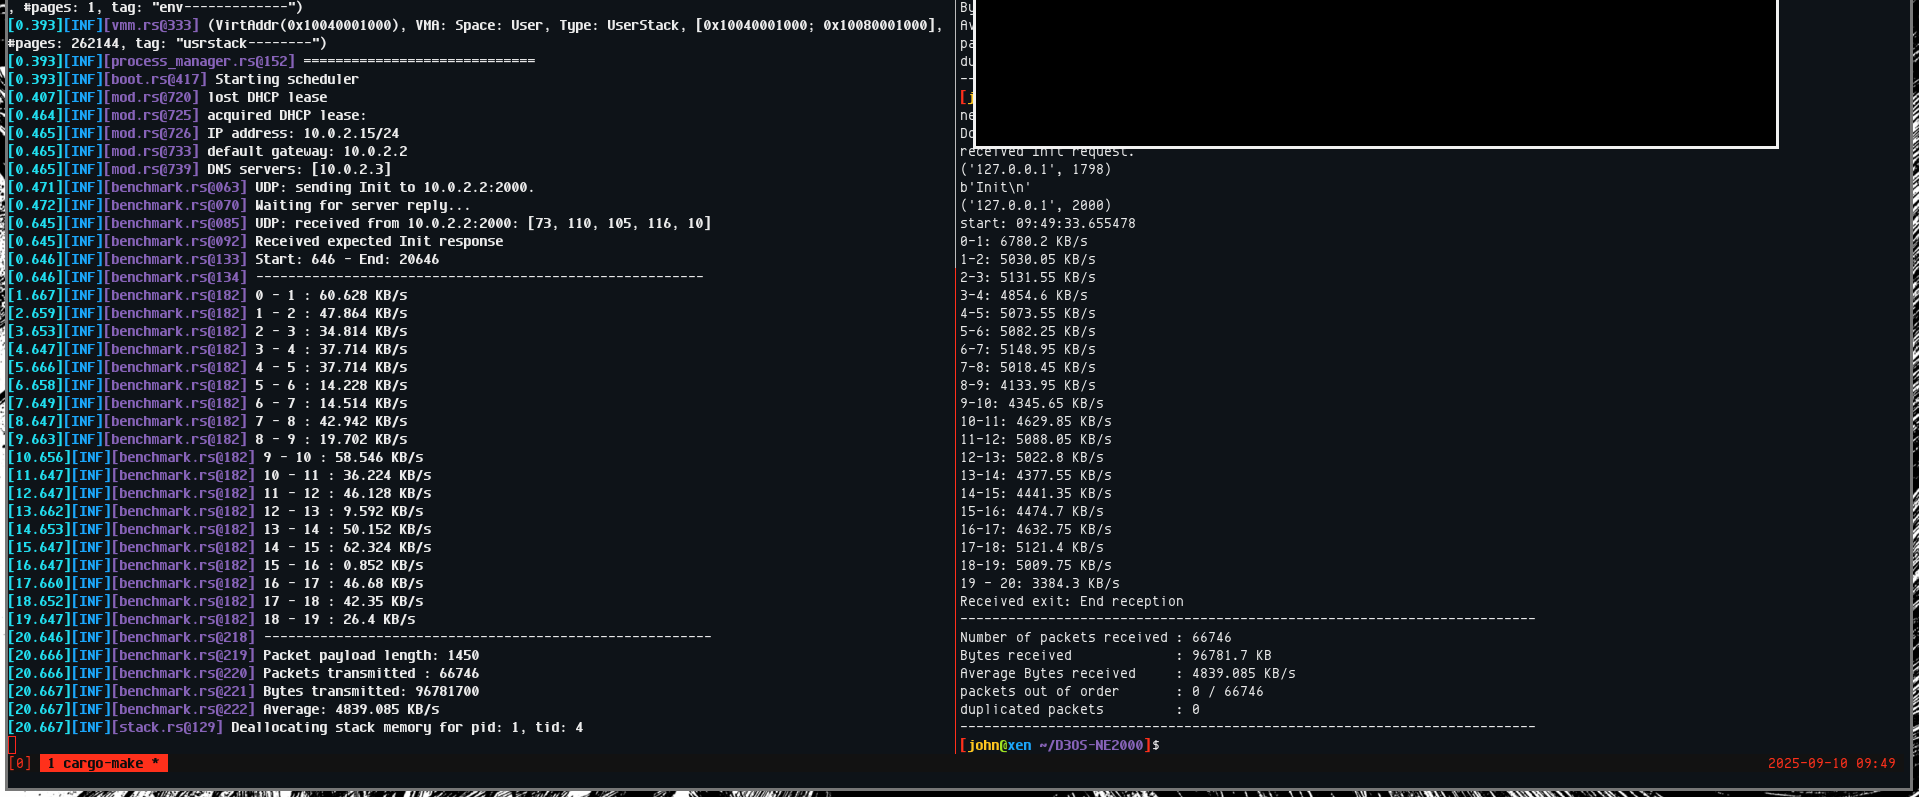 , #pages: 1, tag: "env-------------")
[0.393][INF][vmm.rs@333] (VirtAddr(0x10040001000), VMA: Space: User, Type: UserStack, [0x10040001000; 0x10080001000],
#pages: 262144, tag: "usrstack--------")
[0.393][INF][process_manager.rs@152] =============================
[0.393][INF][boot.rs@417] Starting scheduler
[0.407][INF][mod.rs@720] lost DHCP lease
[0.464][INF][mod.rs@725] acquired DHCP lease:
[0.465][INF][mod.rs@726] IP address: 10.0.2.15/24
[0.465][INF][mod.rs@733] default gateway: 10.0.2.2
[0.465][INF][mod.rs@739] DNS servers: [10.0.2.3]
[0.471][INF][benchmark.rs@063] UDP: sending Init to 10.0.2.2:2000.
[0.472][INF][benchmark.rs@070] Waiting for server reply...
[0.645][INF][benchmark.rs@085] UDP: received from 10.0.2.2:2000: [73, 110, 105, 116, 10]
[0.645][INF][benchmark.rs@092] Received expected Init response
[0.646][INF][benchmark.rs@133] Start: 646 - End: 20646
[0.646][INF][benchmark.rs@134] --------------------------------------------------------
[1.667][INF][benchmark.rs@182] 0 - 1 : 60.628 KB/s
[2.659][INF][benchmark.rs@182] 1 - 2 : 47.864 KB/s
[3.653][INF][benchmark.rs@182] 2 - 3 : 34.814 KB/s
[4.647][INF][benchmark.rs@182] 3 - 4 : 37.714 KB/s
[5.666][INF][benchmark.rs@182] 4 - 5 : 37.714 KB/s
[6.658][INF][benchmark.rs@182] 5 - 6 : 14.228 KB/s
[7.649][INF][benchmark.rs@182] 6 - 7 : 14.514 KB/s
[8.647][INF][benchmark.rs@182] 7 - 8 : 42.942 KB/s
[9.663][INF][benchmark.rs@182] 8 - 9 : 19.702 KB/s
[10.656][INF][benchmark.rs@182] 9 - 10 : 58.546 KB/s
[11.647][INF][benchmark.rs@182] 10 - 11 : 36.224 KB/s
[12.647][INF][benchmark.rs@182] 11 - 12 : 46.128 KB/s
[13.662][INF][benchmark.rs@182] 12 - 13 : 9.592 KB/s
[14.653][INF][benchmark.rs@182] 13 - 14 : 50.152 KB/s
[15.647][INF][benchmark.rs@182] 14 - 15 : 62.324 KB/s
[16.647][INF][benchmark.rs@182] 15 - 16 : 0.852 KB/s
[17.660][INF][benchmark.rs@182] 16 - 17 : 46.68 KB/s
[18.652][INF][benchmark.rs@182] 17 - 18 : 42.35 KB/s
[19.647][INF][benchmark.rs@182] 18 - 19 : 26.4 KB/s
[20.646][INF][benchmark.rs@218] --------------------------------------------------------
[20.666][INF][benchmark.rs@219] Packet payload length: 1450
[20.666][INF][benchmark.rs@220] Packets transmitted : 66746
[20.667][INF][benchmark.rs@221] Bytes transmitted: 96781700
[20.667][INF][benchmark.rs@222] Average: 4839.085 KB/s
[20.667][INF][stack.rs@129] Deallocating stack memory for pid: 1, tid: 4
By
Av
pa
du
--
[j
ne
Do
received Init request.
('127.0.0.1', 1798)
b'Init\n'
('127.0.0.1', 2000)
start: 09:49:33.655478
0-1: 6780.2 KB/s
1-2: 5030.05 KB/s
2-3: 5131.55 KB/s
3-4: 4854.6 KB/s
4-5: 5073.55 KB/s
5-6: 5082.25 KB/s
6-7: 5148.95 KB/s
7-8: 5018.45 KB/s
8-9: 4133.95 KB/s
9-10: 4345.65 KB/s
10-11: 4629.85 KB/s
11-12: 5088.05 KB/s
12-13: 5022.8 KB/s
13-14: 4377.55 KB/s
14-15: 4441.35 KB/s
15-16: 4474.7 KB/s
16-17: 4632.75 KB/s
17-18: 5121.4 KB/s
18-19: 5009.75 KB/s
19 - 20: 3384.3 KB/s
Received exit: End reception
------------------------------------------------------------------------
Number of packets received : 66746
Bytes received : 96781.7 KB
Average Bytes received : 4839.085 KB/s
packets out of order : 0 / 66746
duplicated packets : 0
------------------------------------------------------------------------
[john@xen ~/D3OS-NE2000]$
[0] 1 cargo-make * 2025-09-10 09:49